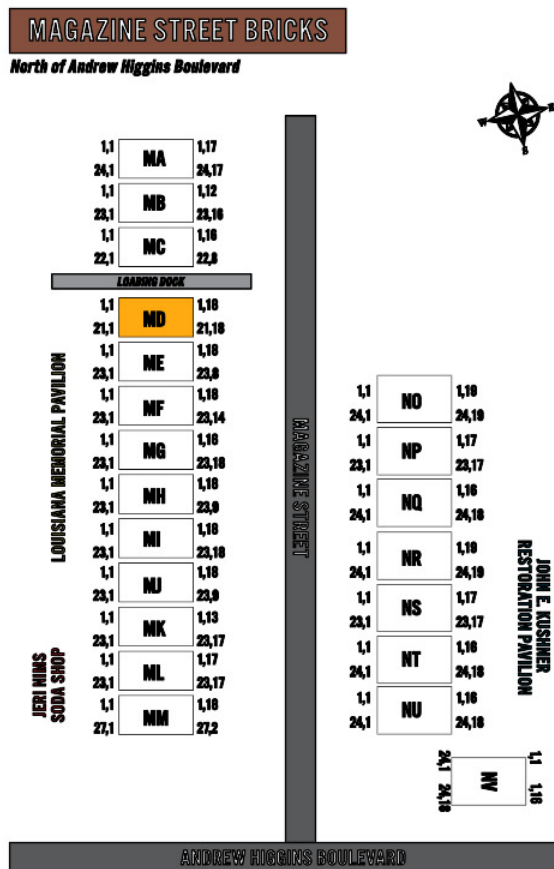 MAGAZINE STREET BRICKS
North of Andrew Higgins Boulevard
N
W E
S
1,1 MA 1,17
24,1 24,17
1,1 MB 1,12
23,1 23,16
1,1 MC 1,16
22,1 22,8
LOADING DOCK
1,1 MD 1,18
21,1 21,18
1,1 ME 1,18
23,1 23,8
1,1 MF 1,18
23,1 23,14
1,1 MG 1,16
23,1 23,18
1,1 MH 1,18
23,1 23,9
1,1 MI 1,18
23,1 23,18
1,1 MJ 1,18
23,1 23,9
1,1 MK 1,13
23,1 23,17
1,1 ML 1,17
23,1 23,17
1,1 MM 1,18
27,1 27,2
LOUISIANA MEMORIAL PAVILION
JERI NIMS
SODA SHOP
MAGAZINE STREET
1,1 NO 1,19
24,1 24,19
1,1 NP 1,17
23,1 23,17
1,1 NQ 1,16
24,1 24,18
1,1 NR 1,19
24,1 24,19
1,1 NS 1,17
23,1 23,17
1,1 NT 1,16
24,1 24,18
1,1 NU 1,16
24,1 24,18
JOHN E. KUSHNER
RESTORATION PAVILION
24,1 NV 1,1
24,18 1,16
ANDREW HIGGINS BOULEVARD